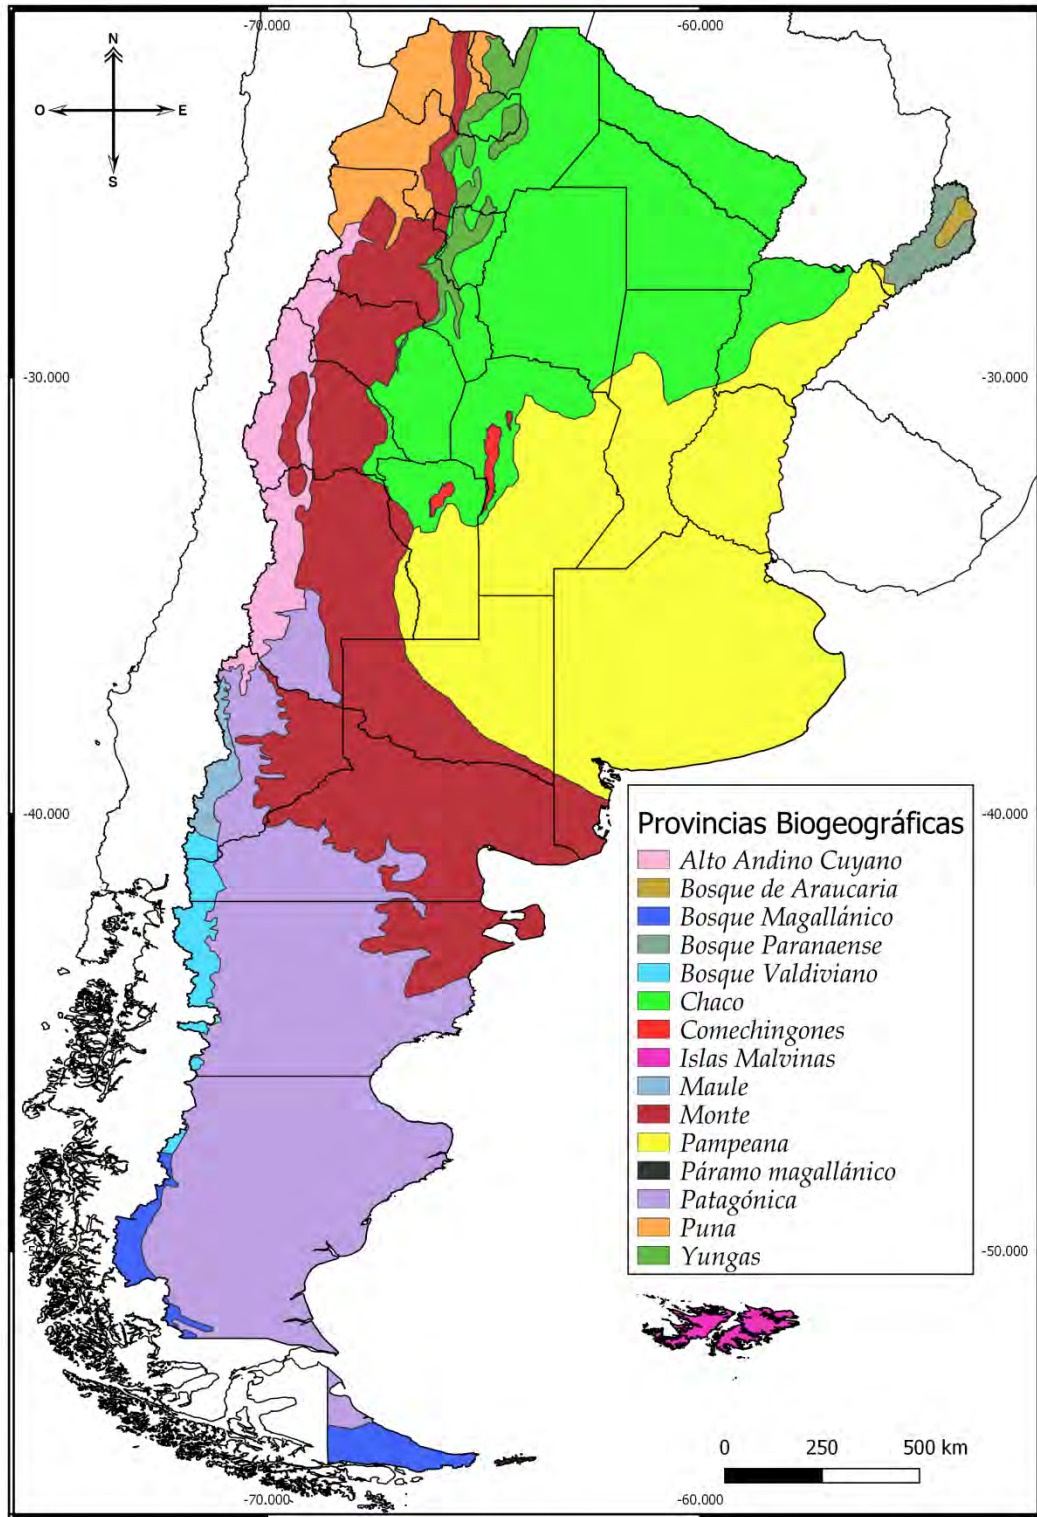 -70.000
-60.000
N
O
E
S
-30.000
-30.000
-40.000
-40.000
Provincias Biogeográficas
Alto Andino Cuyano
Bosque de Araucaria
Bosque Magallánico
Bosque Paranaense
Bosque Valdiviano
Chaco
Comechingones
Islas Malvinas
Maule
Monte
Pampeana
Páramo magallánico
Patagónica
Puna
Yungas
-50.000
-50.000
0 250 500 km
-70.000
-60.000